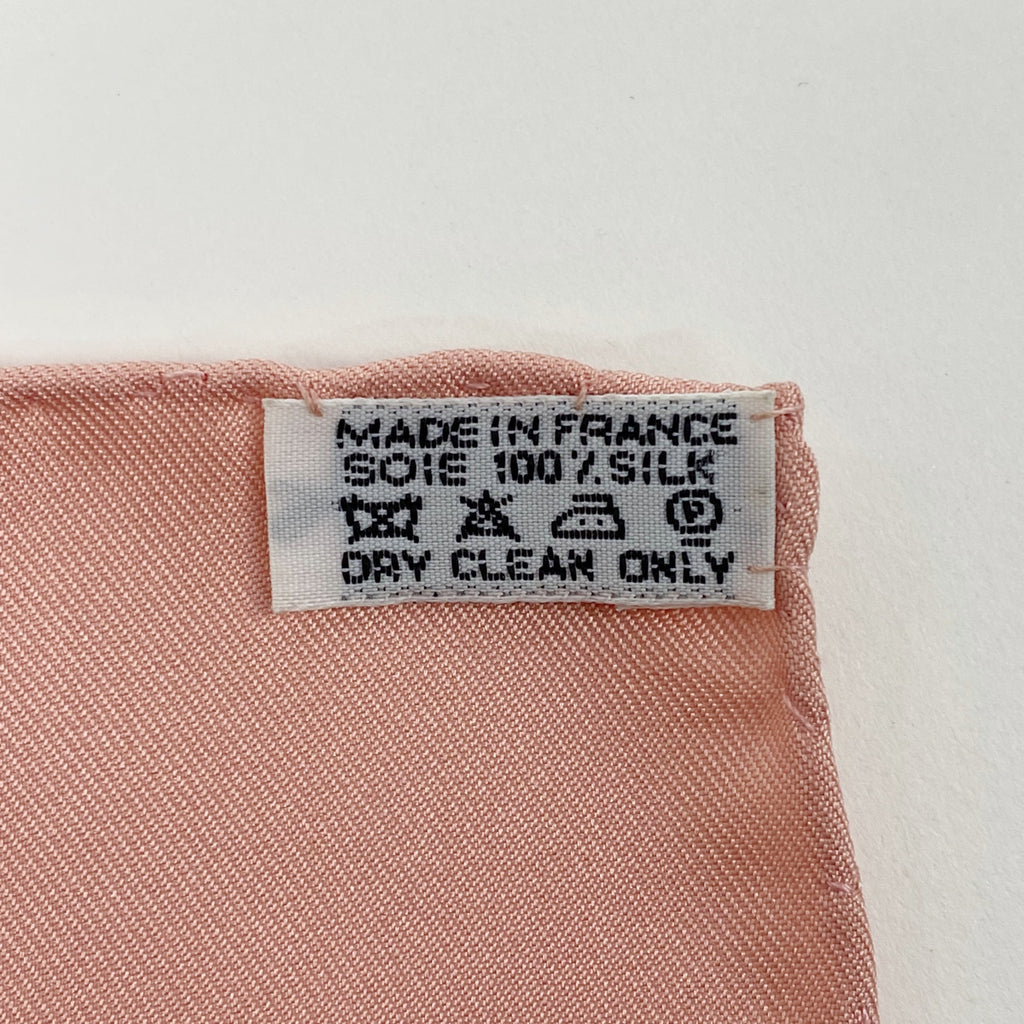 MADE IN FRANCE
SOIE 100% SILK
P
DRY CLEAN ONLY